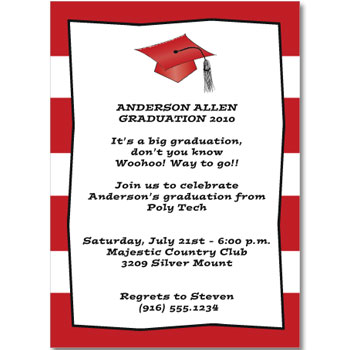 ANDERSON ALLEN
GRADUATION 2010
It's a big graduation,
don't you know
Woohoo! Way to go!!
Join us to celebrate
Anderson's graduation from
Poly Tech
Saturday, July 21st - 6:00 p.m.
Majestic Country Club
3209 Silver Mount
Regrets to Steven
(916) 555.1234